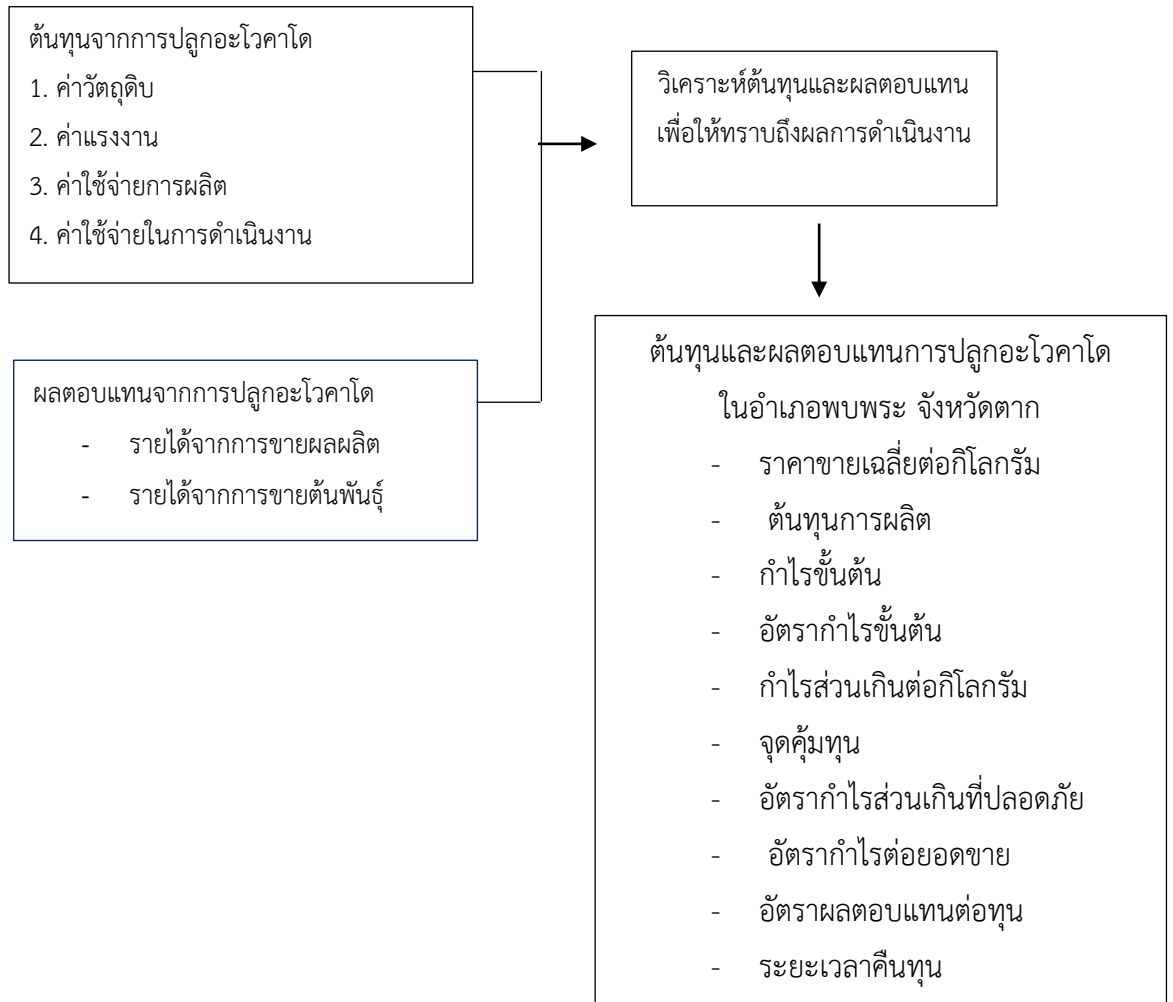 ต้นทุนจากการปลูกอะโวคาโด
1. ค่าวัตถุดิบ
2. ค่าแรงงาน
3. ค่าใช้จ่ายการผลิต
4. ค่าใช้จ่ายในการดำเนินงาน
วิเคราะห์ต้นทุนและผลตอบแทน
เพื่อให้ทราบถึงผลการดำเนินงาน
ผลตอบแทนจากการปลูกอะโวคาโด
- รายได้จากการขายผลผลิต
- รายได้จากการขายต้นพันธุ์
ต้นทุนและผลตอบแทนการปลูกอะโวคาโด
ในอำเภอพบพระ จังหวัดตาก
- ราคาขายเฉลี่ยต่อกิโลกรัม
- ต้นทุนการผลิต
- กำไรขั้นต้น
- อัตรากำไรขั้นต้น
- กำไรส่วนเกินต่อกิโลกรัม
- จุดคุ้มทุน
- อัตรากำไรส่วนเกินที่ปลอดภัย
- อัตรากำไรต่อยอดขาย
- อัตราผลตอบแทนต่อทุน
- ระยะเวลาคืนทุน